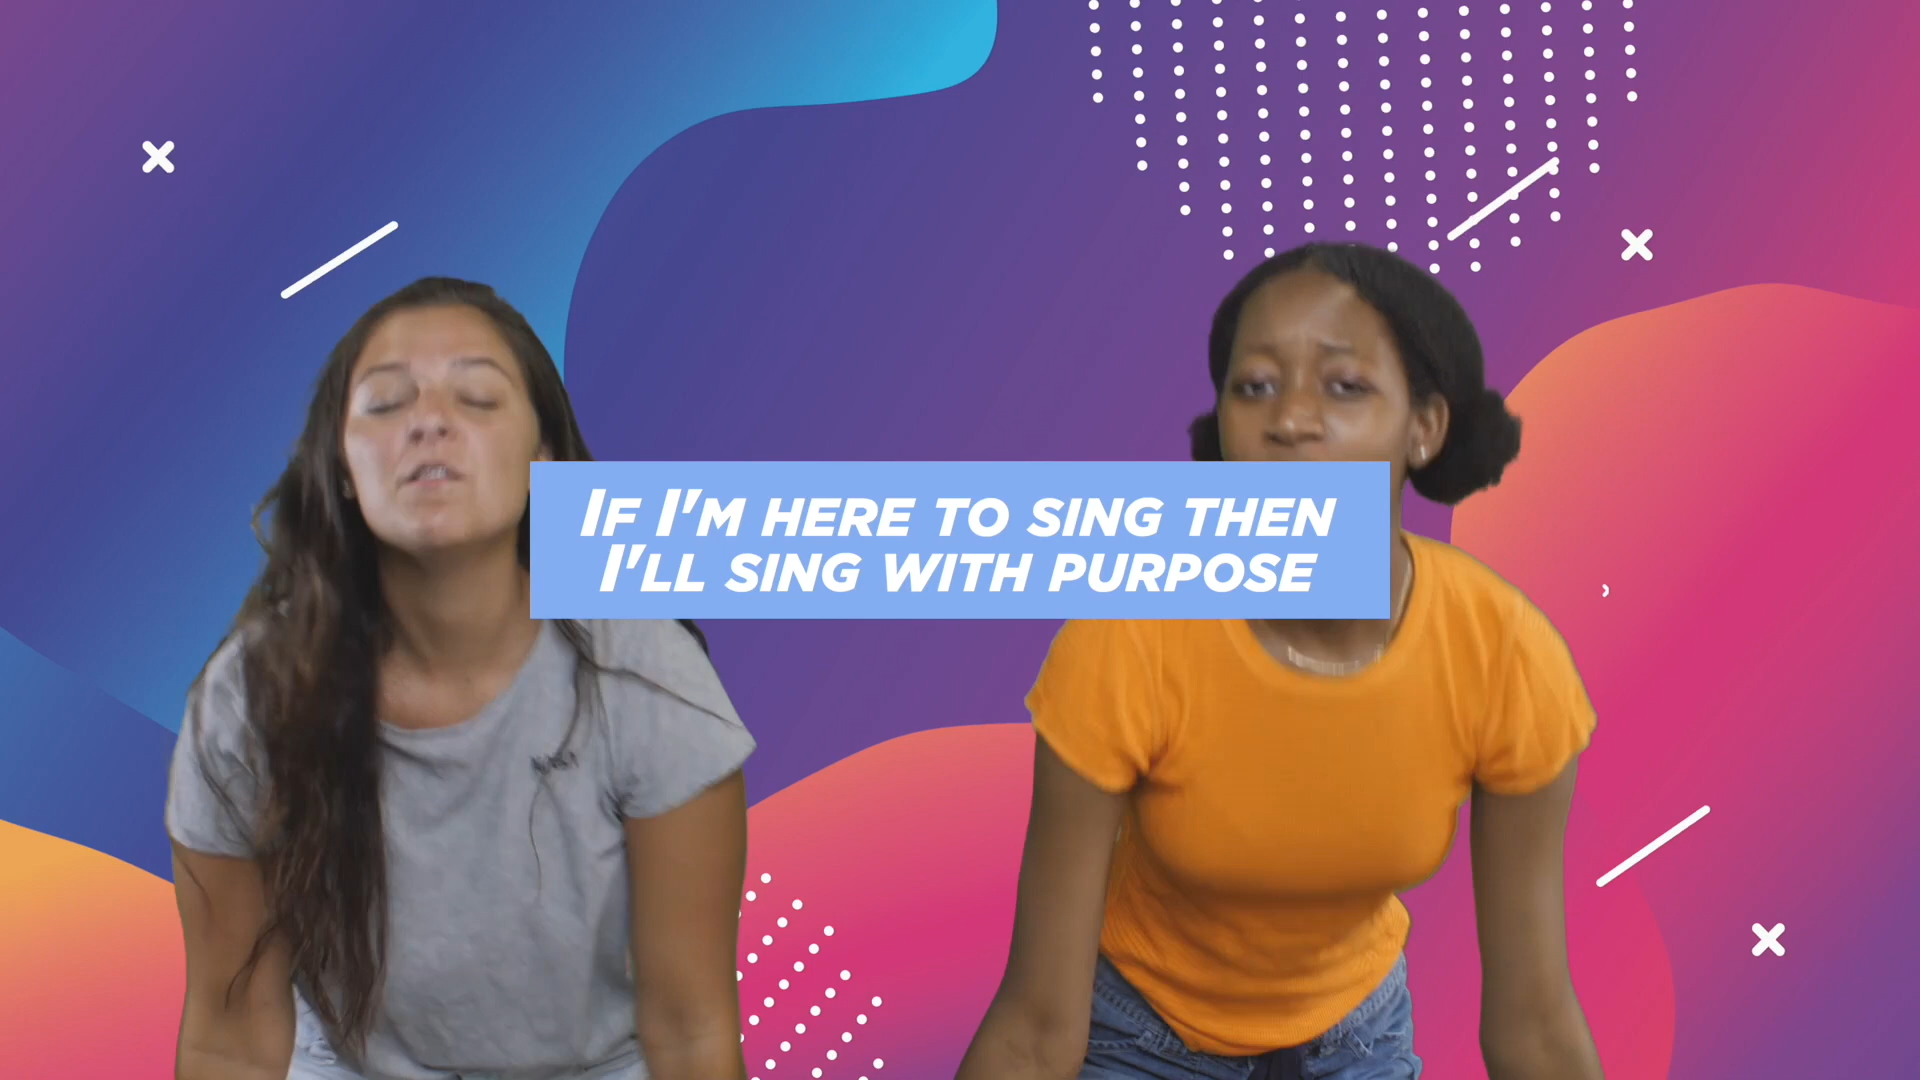 If I'm here to sing then
I'll sing with purpose